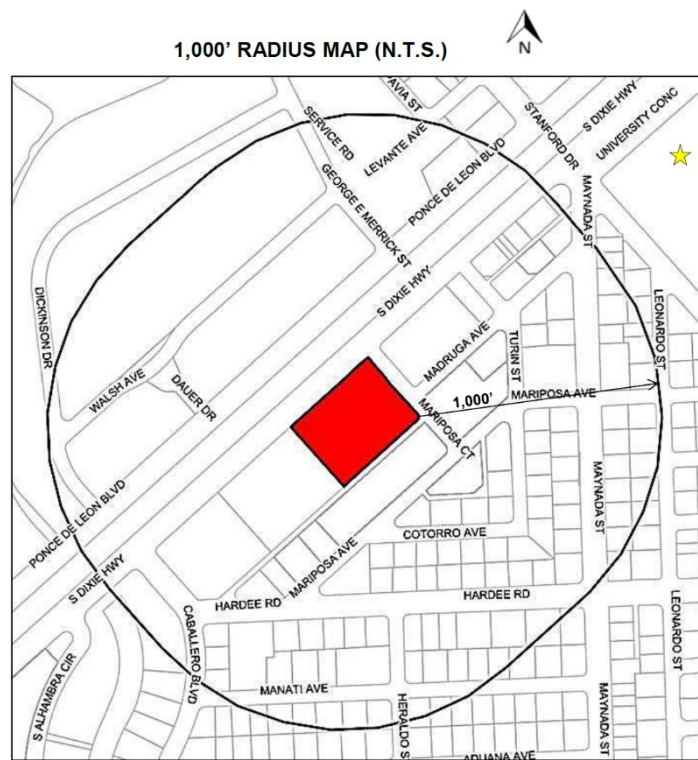 1,000' RADIUS MAP (N.T.S.)
N
SERVICE RD
PAVIA ST
LEVANTE AVE
STANFORD DR
S DIXIE HWY
UNIVERSITY CONC
PONCE DE LEON BLVD
GEORGE E MERRICK ST
MAYNADA ST
S DIXIE HWY
DICKINSON DR
LEONARDO ST
WALSH AVE
DAUER DR
MADRUGA AVE
TURIN ST
1,000'
MARIPOSA AVE
MARIPOSA CT
PONCE DE LEON BLVD
MAYNADA ST
COTORRO AVE
S DIXIE HWY
MARIPOSA AVE
HARDEE RD
HARDEE RD
CABALLERO BLVD
LEONARDO ST
S ALHAMBRA CIR
MANATI AVE
HERALDO S
MAYNADA ST
ADUANA AVE